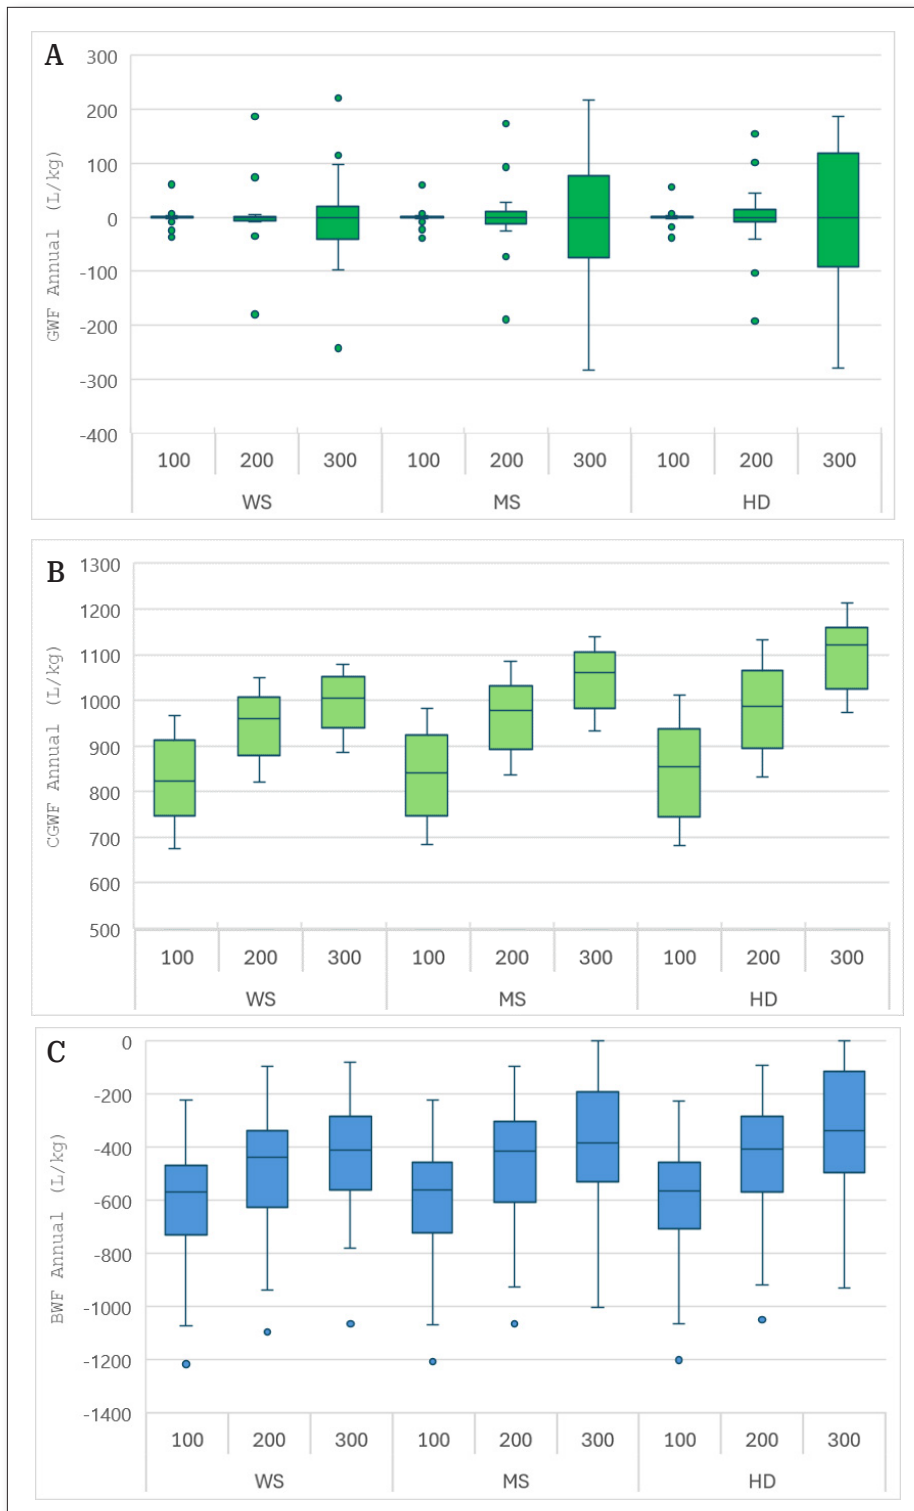 A
GWF Annual (L/kg)
300
200
100
0
-100
-200
-300
-400
100 200 300 100 200 300 100 200 300
WS MS HD
B
CGWF Annual (L/kg)
1300
1200
1100
1000
900
800
700
600
500
100 200 300 100 200 300 100 200 300
WS MS HD
C
BWF Annual (L/kg)
0
-200
-400
-600
-800
-1000
-1200
-1400
100 200 300 100 200 300 100 200 300
WS MS HD